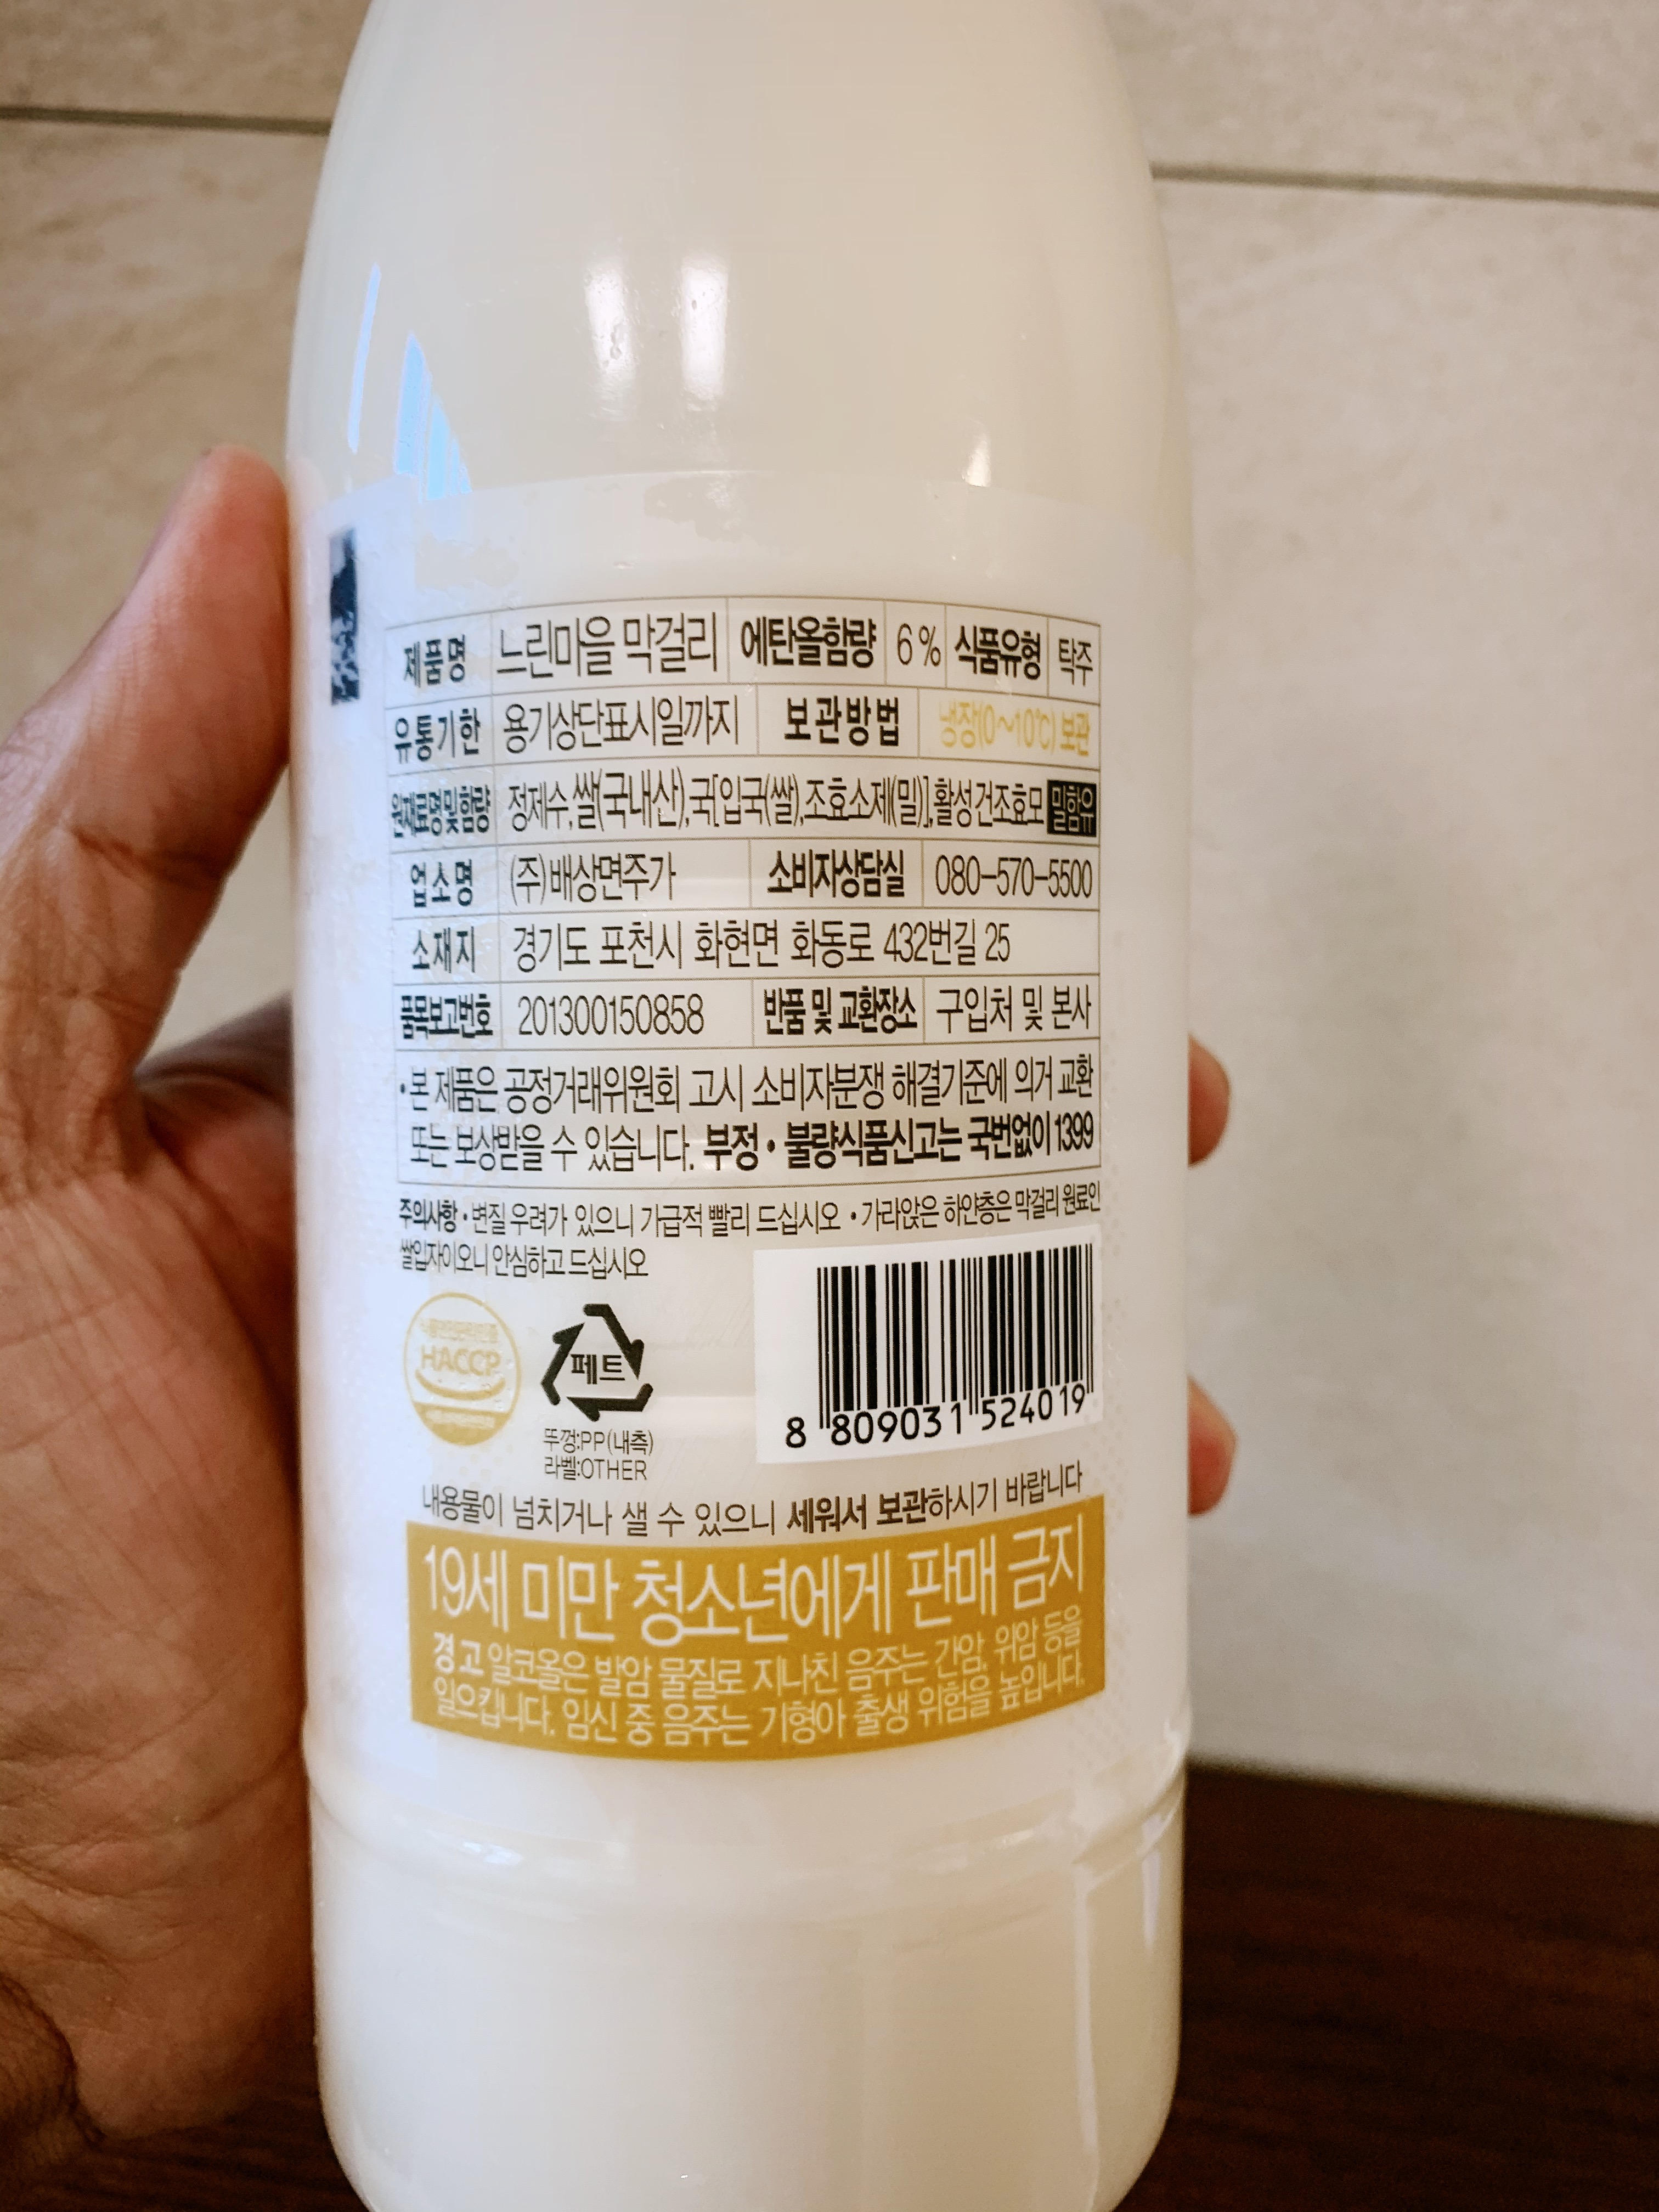 제품명 느린마을 막걸리 에탄올함량 6% 식품유형 탁주
유통기한 용기상단표시일까지 보관방법 냉장(0~10℃) 보관
원재료명및함량 정제수,쌀(국내산),국[입국(쌀),조효소제(밀)],활성건조효모 밀함유
업소명 (주)배상면주가 소비자상담실 080-570-5500
소재지 경기도 포천시 화현면 화동로 432번길 25
품목보고번호 201300150858 반품 및 교환장소 구입처 및 본사
•본 제품은 공정거래위원회 고시 소비자분쟁 해결기준에 의거 교환
또는 보상받을 수 있습니다. 부정•불량식품신고는 국번없이 1399
주의사항 •변질 우려가 있으니 가급적 빨리 드십시오 •가라앉은 하얀층은 막걸리 원료인
쌀입자이오니 안심하고 드십시오
HACCP
페트
뚜껑:PP(내측)
라벨:OTHER
8 809031 524019
내용물이 넘치거나 샐 수 있으니 세워서 보관하시기 바랍니다
19세 미만 청소년에게 판매 금지
경고 알코올은 발암 물질로 지나친 음주는 간암, 위암 등을
일으킵니다. 임신 중 음주는 기형아 출생 위험을 높입니다.